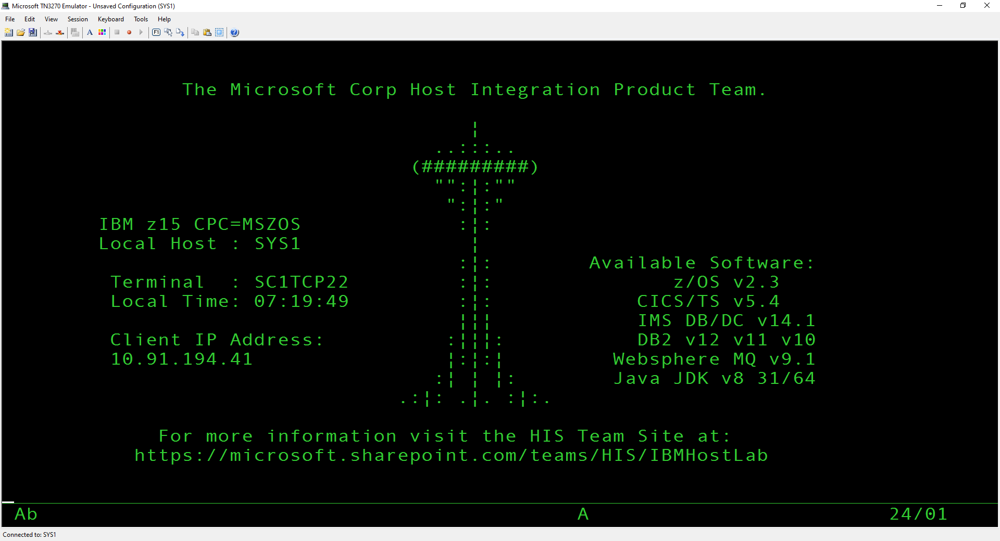 Microsoft TN3270 Emulator - Unsaved Configuration (SYS1)
File Edit View Session Keyboard Tools Help
A F1 ?
The Microsoft Corp Host Integration Product Team.
¦
..:¦:..
(#########)
"":¦:""
":¦:"
IBM z15 CPC=MSZOS :¦:
Local Host : SYS1 ¦
:¦: Available Software:
Terminal : SC1TCP22 :¦: z/OS v2.3
Local Time: 07:19:49 :¦: CICS/TS v5.4
¦¦¦ IMS DB/DC v14.1
Client IP Address: :¦¦¦: DB2 v12 v11 v10
10.91.194.41 ¦:¦:¦ Websphere MQ v9.1
:¦ ¦ ¦: Java JDK v8 31/64
.:¦: .¦. :¦:.
For more information visit the HIS Team Site at:
https://microsoft.sharepoint.com/teams/HIS/IBMHostLab
Ab A 24/01
Connected to: SYS1